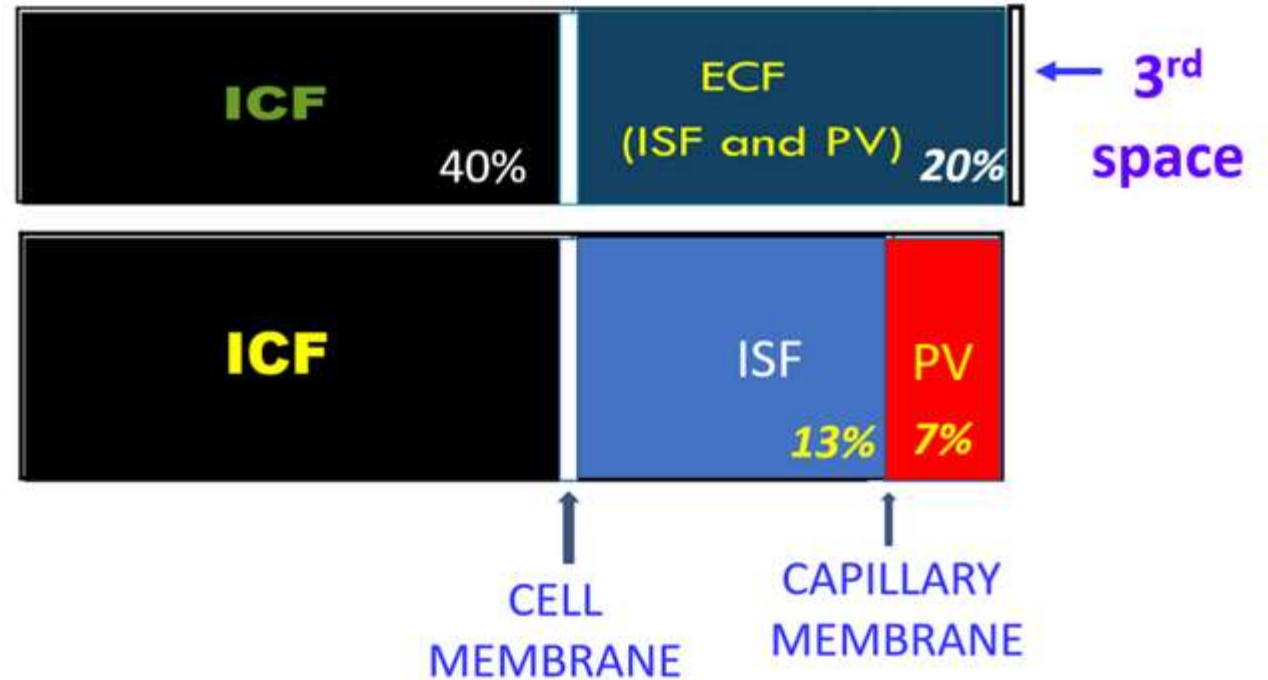 ICF
40%
ECF
(ISF and PV)
20%
3rd
space
ICF
ISF
13%
PV
7%
CELL
MEMBRANE
CAPILLARY
MEMBRANE